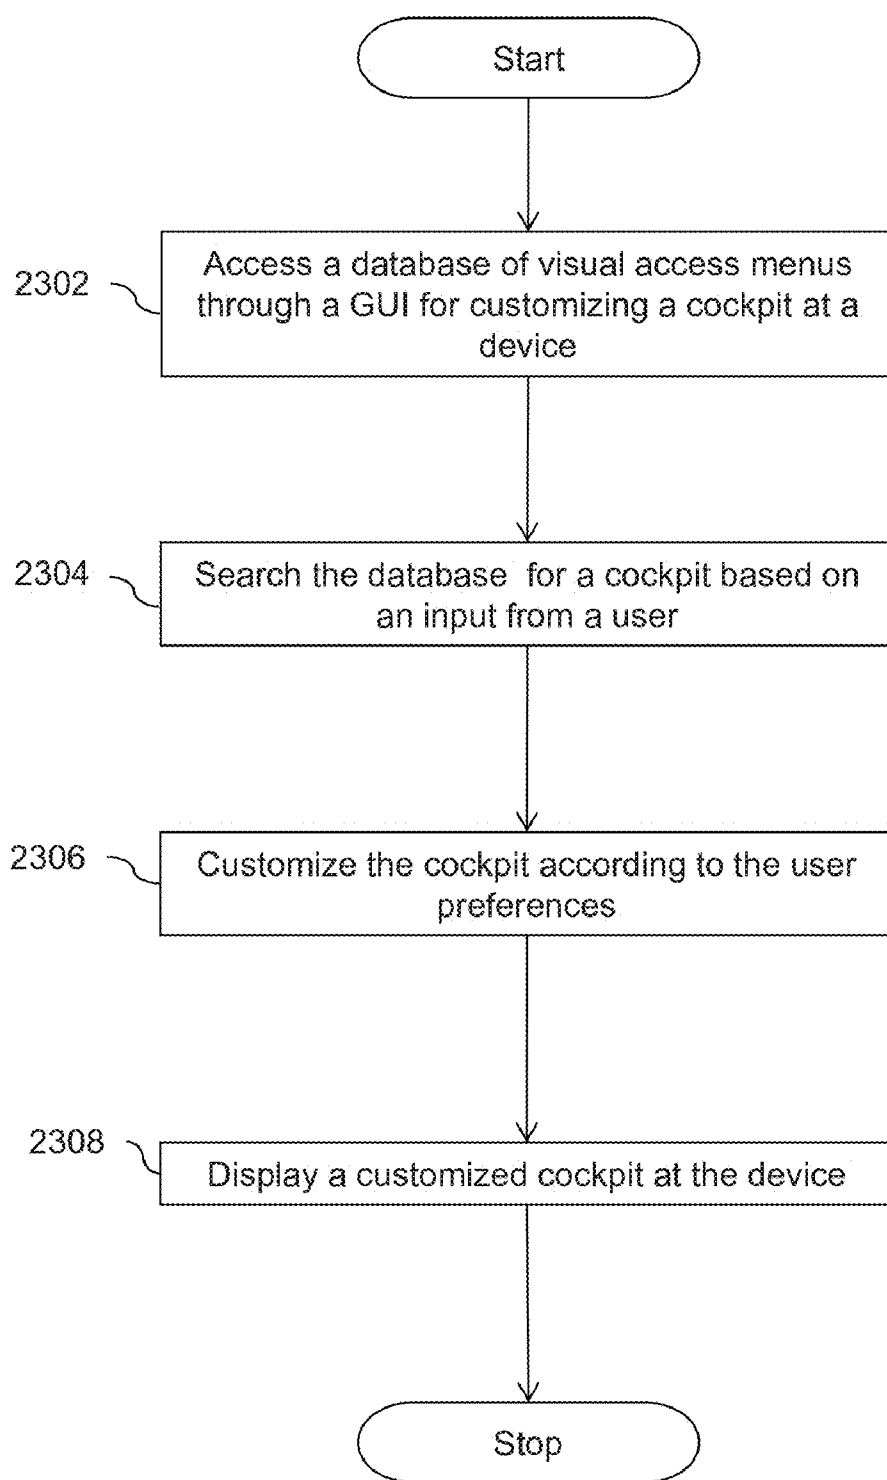 Start
2302
Access a database of visual access menus
through a GUI for customizing a cockpit at a
device
2304
Search the database for a cockpit based on
an input from a user
2306
Customize the cockpit according to the user
preferences
2308
Display a customized cockpit at the device
Stop